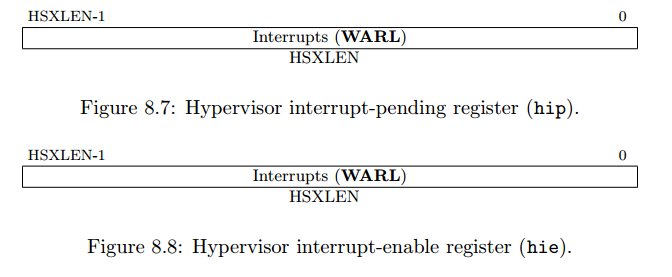 HSXLEN-1 0
Interrupts (WARL)
HSXLEN
Figure 8.7: Hypervisor interrupt-pending register (hip).
HSXLEN-1 0
Interrupts (WARL)
HSXLEN
Figure 8.8: Hypervisor interrupt-enable register (hie).